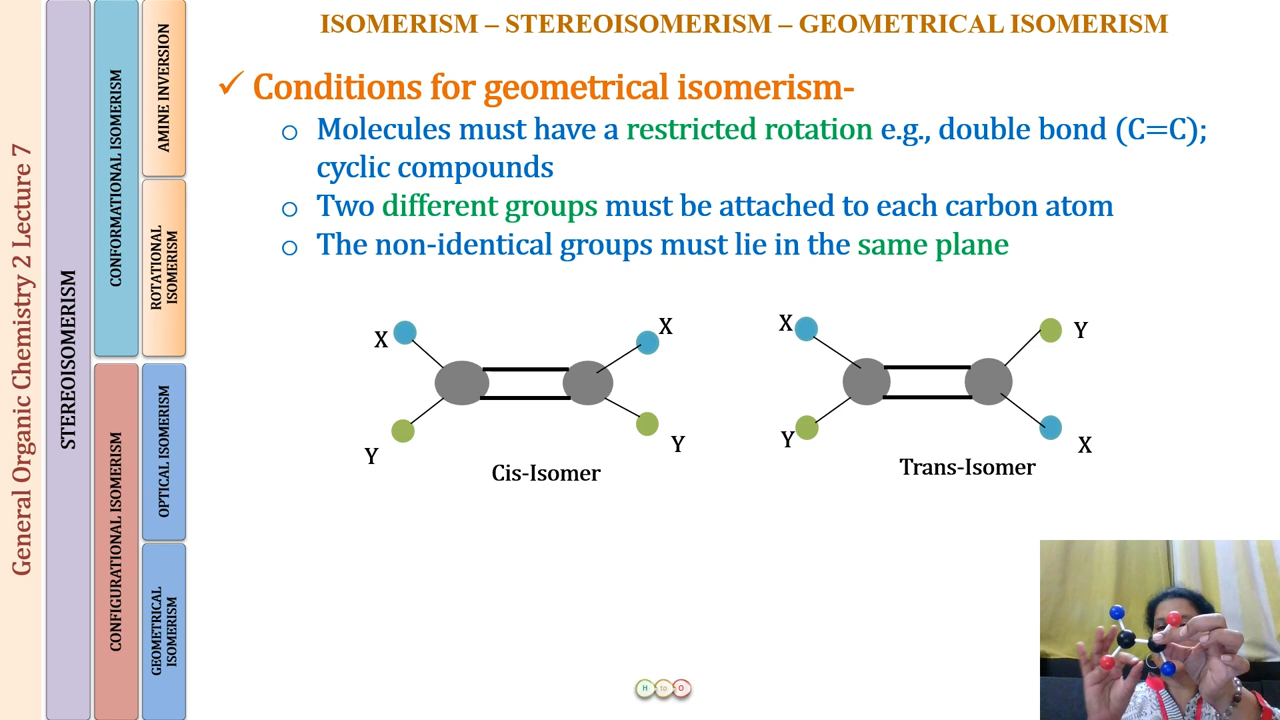 ISOMERISM – STEREOISOMERISM – GEOMETRICAL ISOMERISM
General Organic Chemistry 2 Lecture 7
STEREOISOMERISM
CONFORMATIONAL ISOMERISM
AMINE INVERSION
ROTATIONAL
ISOMERISM
CONFIGURATIONAL ISOMERISM
OPTICAL ISOMERISM
GEOMETRICAL
ISOMERISM
✓ Conditions for geometrical isomerism-
o Molecules must have a restricted rotation e.g., double bond (C=C);
cyclic compounds
o Two different groups must be attached to each carbon atom
o The non-identical groups must lie in the same plane
X X
Y Y
Cis-Isomer
X Y
Y X
Trans-Isomer
H to O